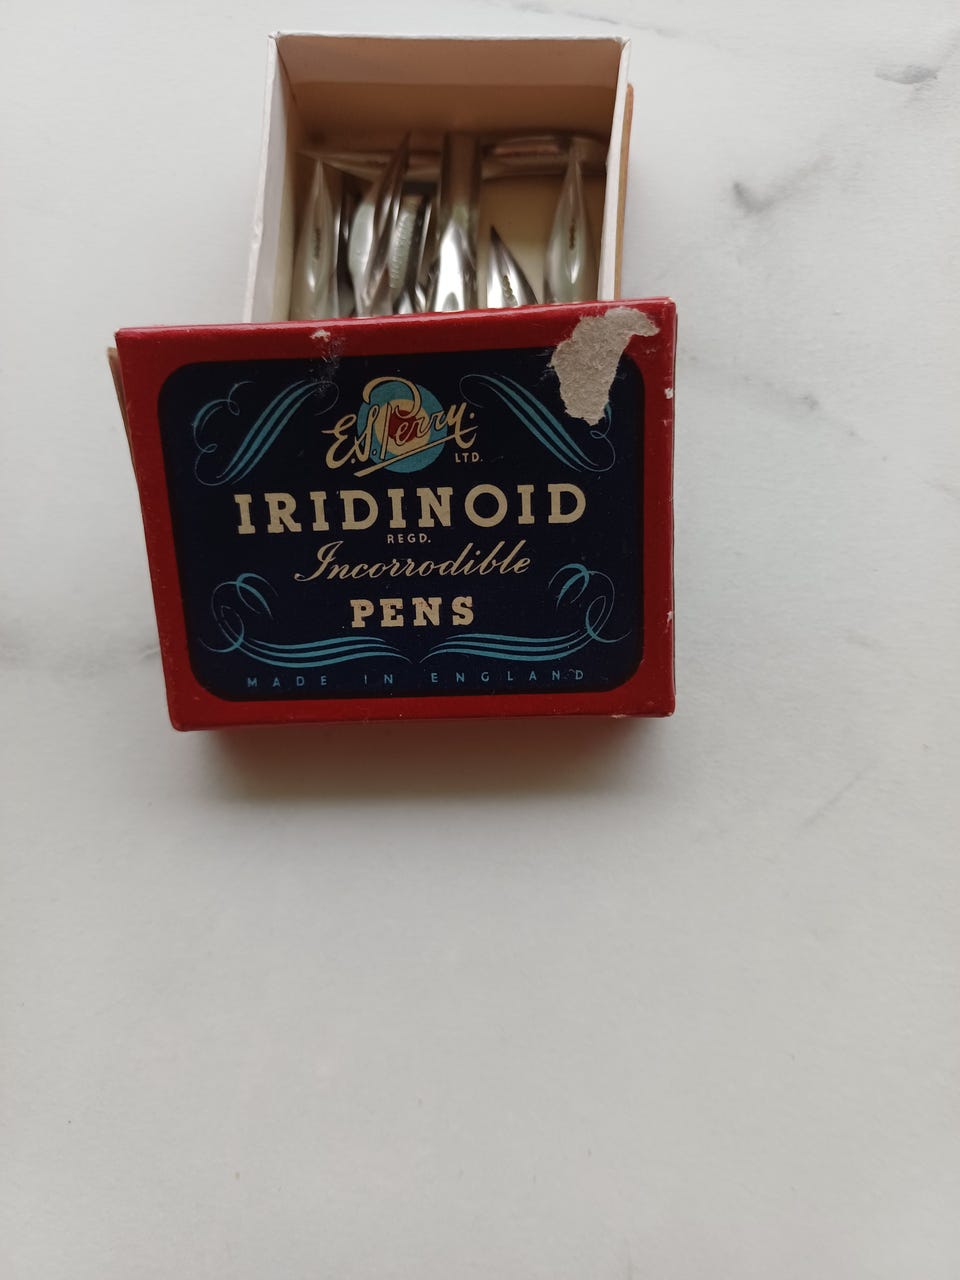 E.S. Perry.
LTD.
IRIDINOID
REGD.
Incorrodible
PENS
MADE IN ENGLAND